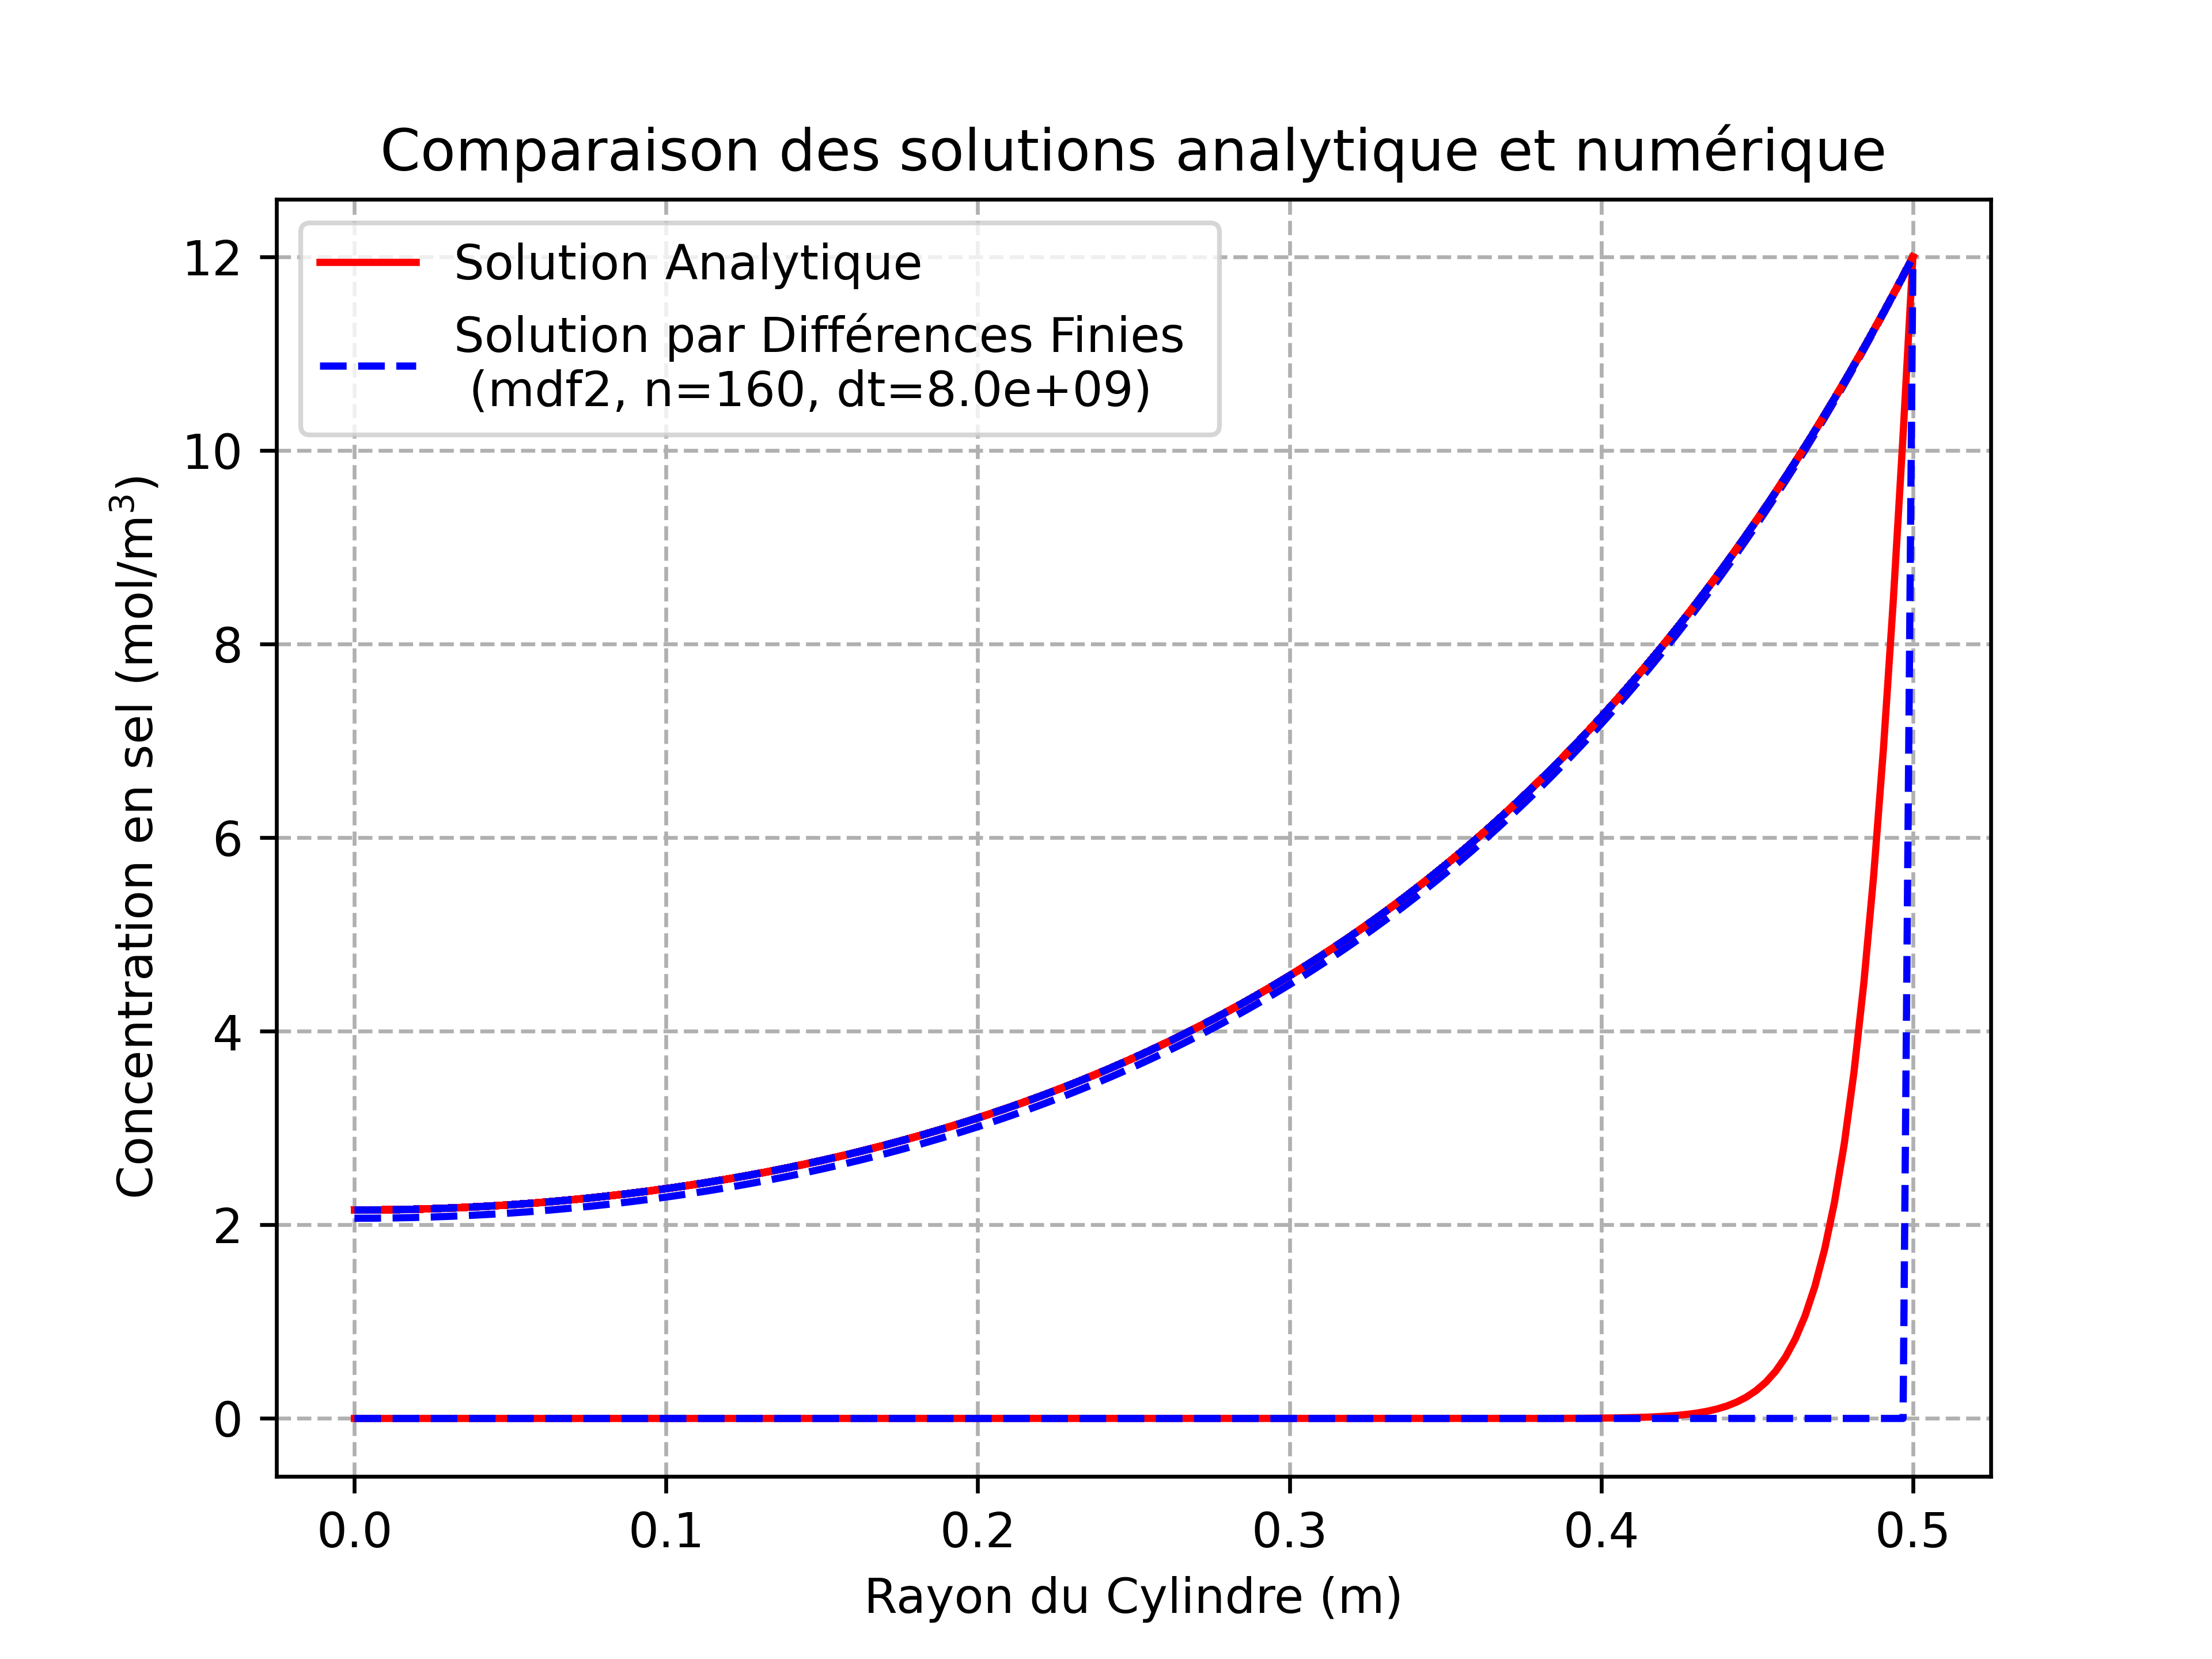 Comparaison des solutions analytique et numérique
Solution Analytique
Solution par Différences Finies
(mdf2, n=160, dt=8.0e+09)
Concentration en sel (mol/m³)
12
10
8
6
4
2
0
0.0 0.1 0.2 0.3 0.4 0.5
Rayon du Cylindre (m)